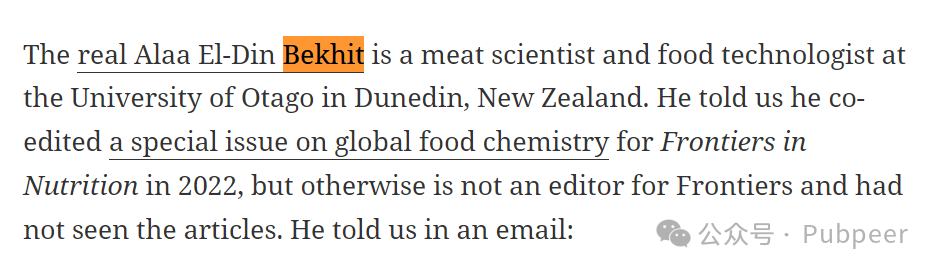 The real Alaa El-Din Bekhit is a meat scientist and food technologist at
the University of Otago in Dunedin, New Zealand. He told us he co-
edited a special issue on global food chemistry for Frontiers in
Nutrition in 2022, but otherwise is not an editor for Frontiers and had
not seen the articles. He told us in an email:
公众号 · Pubpeer